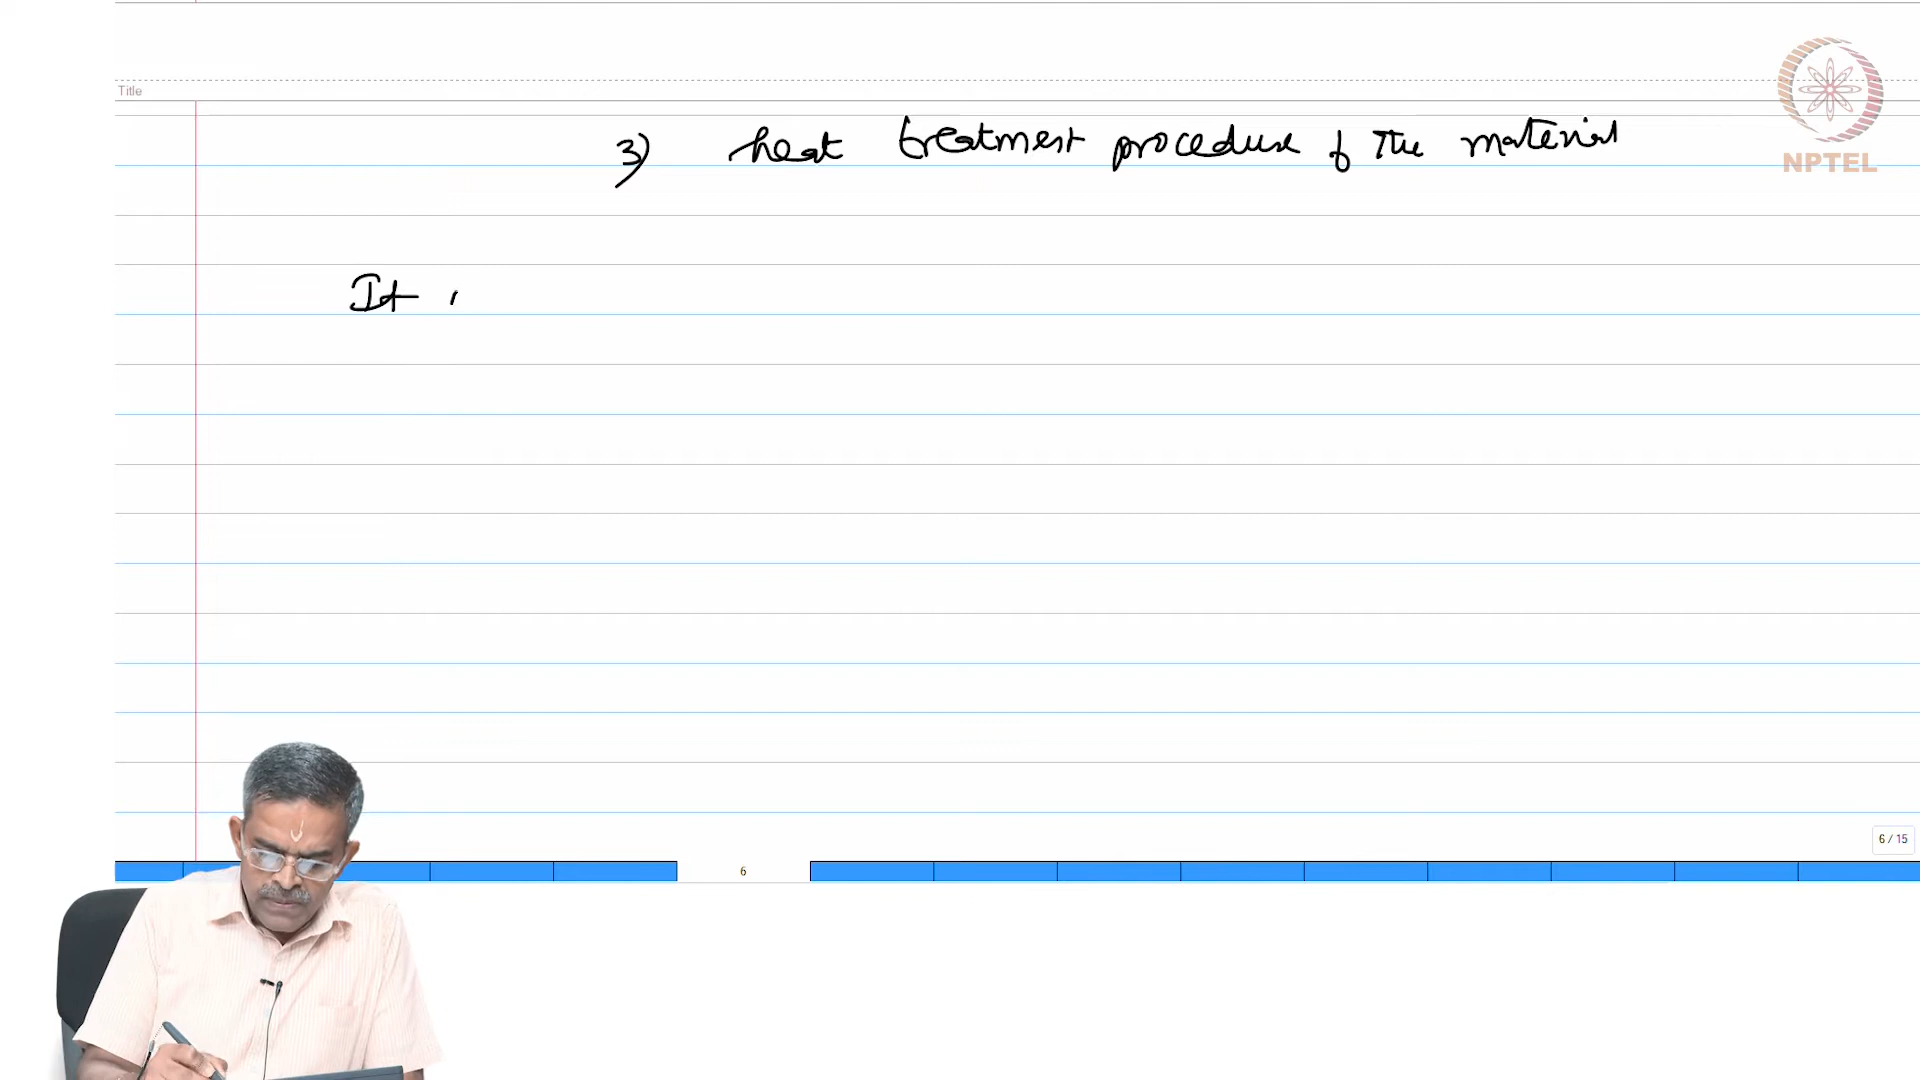 Title
3) heat treatment procedure of the material
NPTEL
It
6 / 15
6